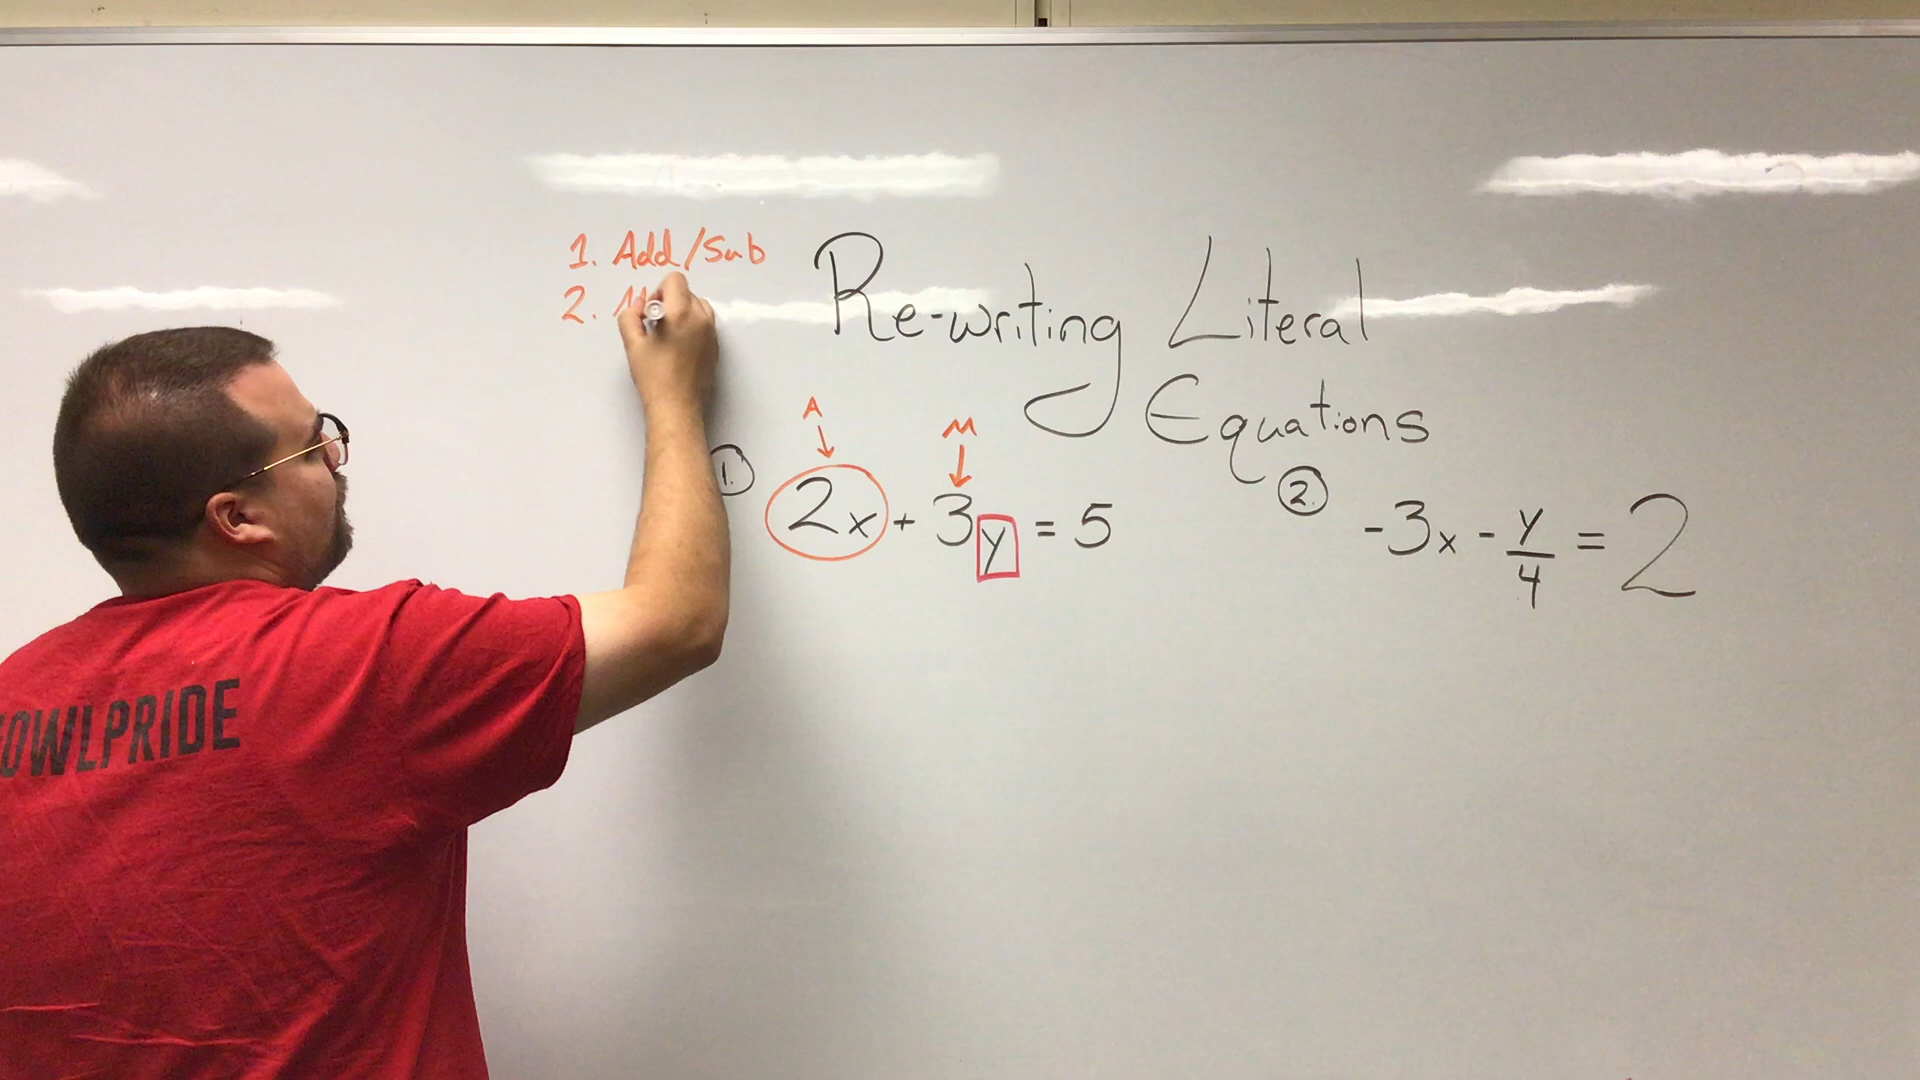 1. Add/Sub
2. M
Re-writing Literal
Equations
A
M
1.
2x + 3y = 5
2.
-3x - y/4 = 2
OWLPRIDE